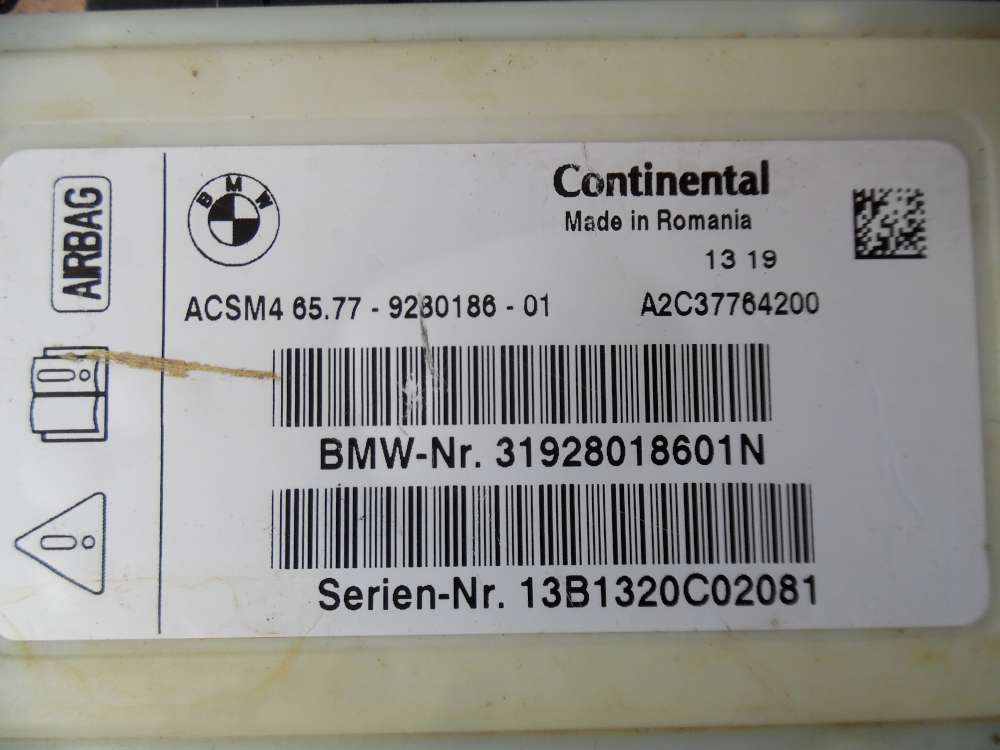 AIRBAG
BMW
Continental
Made in Romania
13 19
ACSM4 65.77 - 9280186 - 01 A2C37764200
BMW-Nr. 31928018601N
Serien-Nr. 13B1320C02081